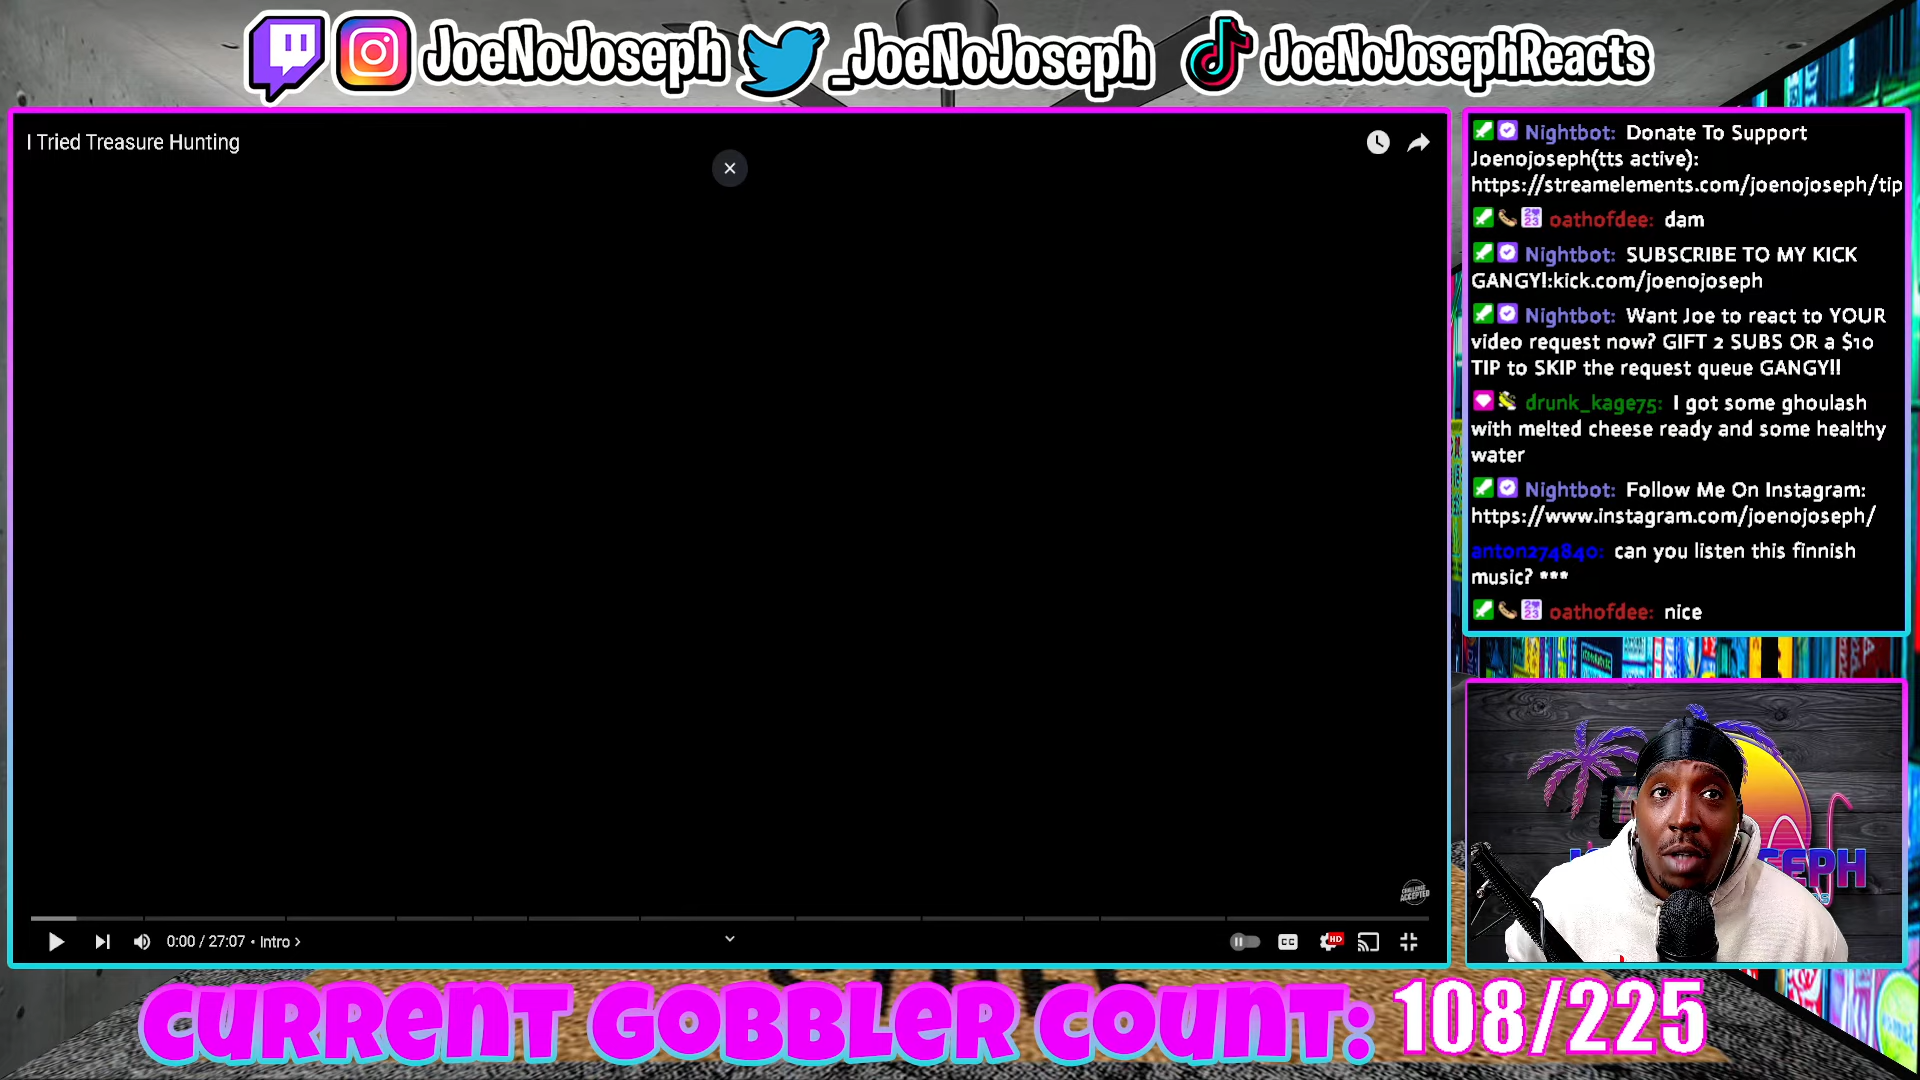 JoeNoJoseph _JoeNoJoseph JoeNoJosephReacts
I Tried Treasure Hunting
CHALLENGE
ACCEPTED
0:00 / 27:07 • Intro ›
CC
HD
Nightbot: Donate To Support
Joenojoseph(tts active):
https://streamelements.com/joenojoseph/tip
oathofdee: dam
Nightbot: SUBSCRIBE TO MY KICK
GANGY!:kick.com/joenojoseph
Nightbot: Want Joe to react to YOUR
video request now? GIFT 2 SUBS OR a $10
TIP to SKIP the request queue GANGY!!
drunk_kage75: I got some ghoulash
with melted cheese ready and some healthy
water
Nightbot: Follow Me On Instagram:
https://www.instagram.com/joenojoseph/
anton274840: can you listen this finnish
music? ***
oathofdee: nice
CURRENT GOBBLER COUNT: 108/225